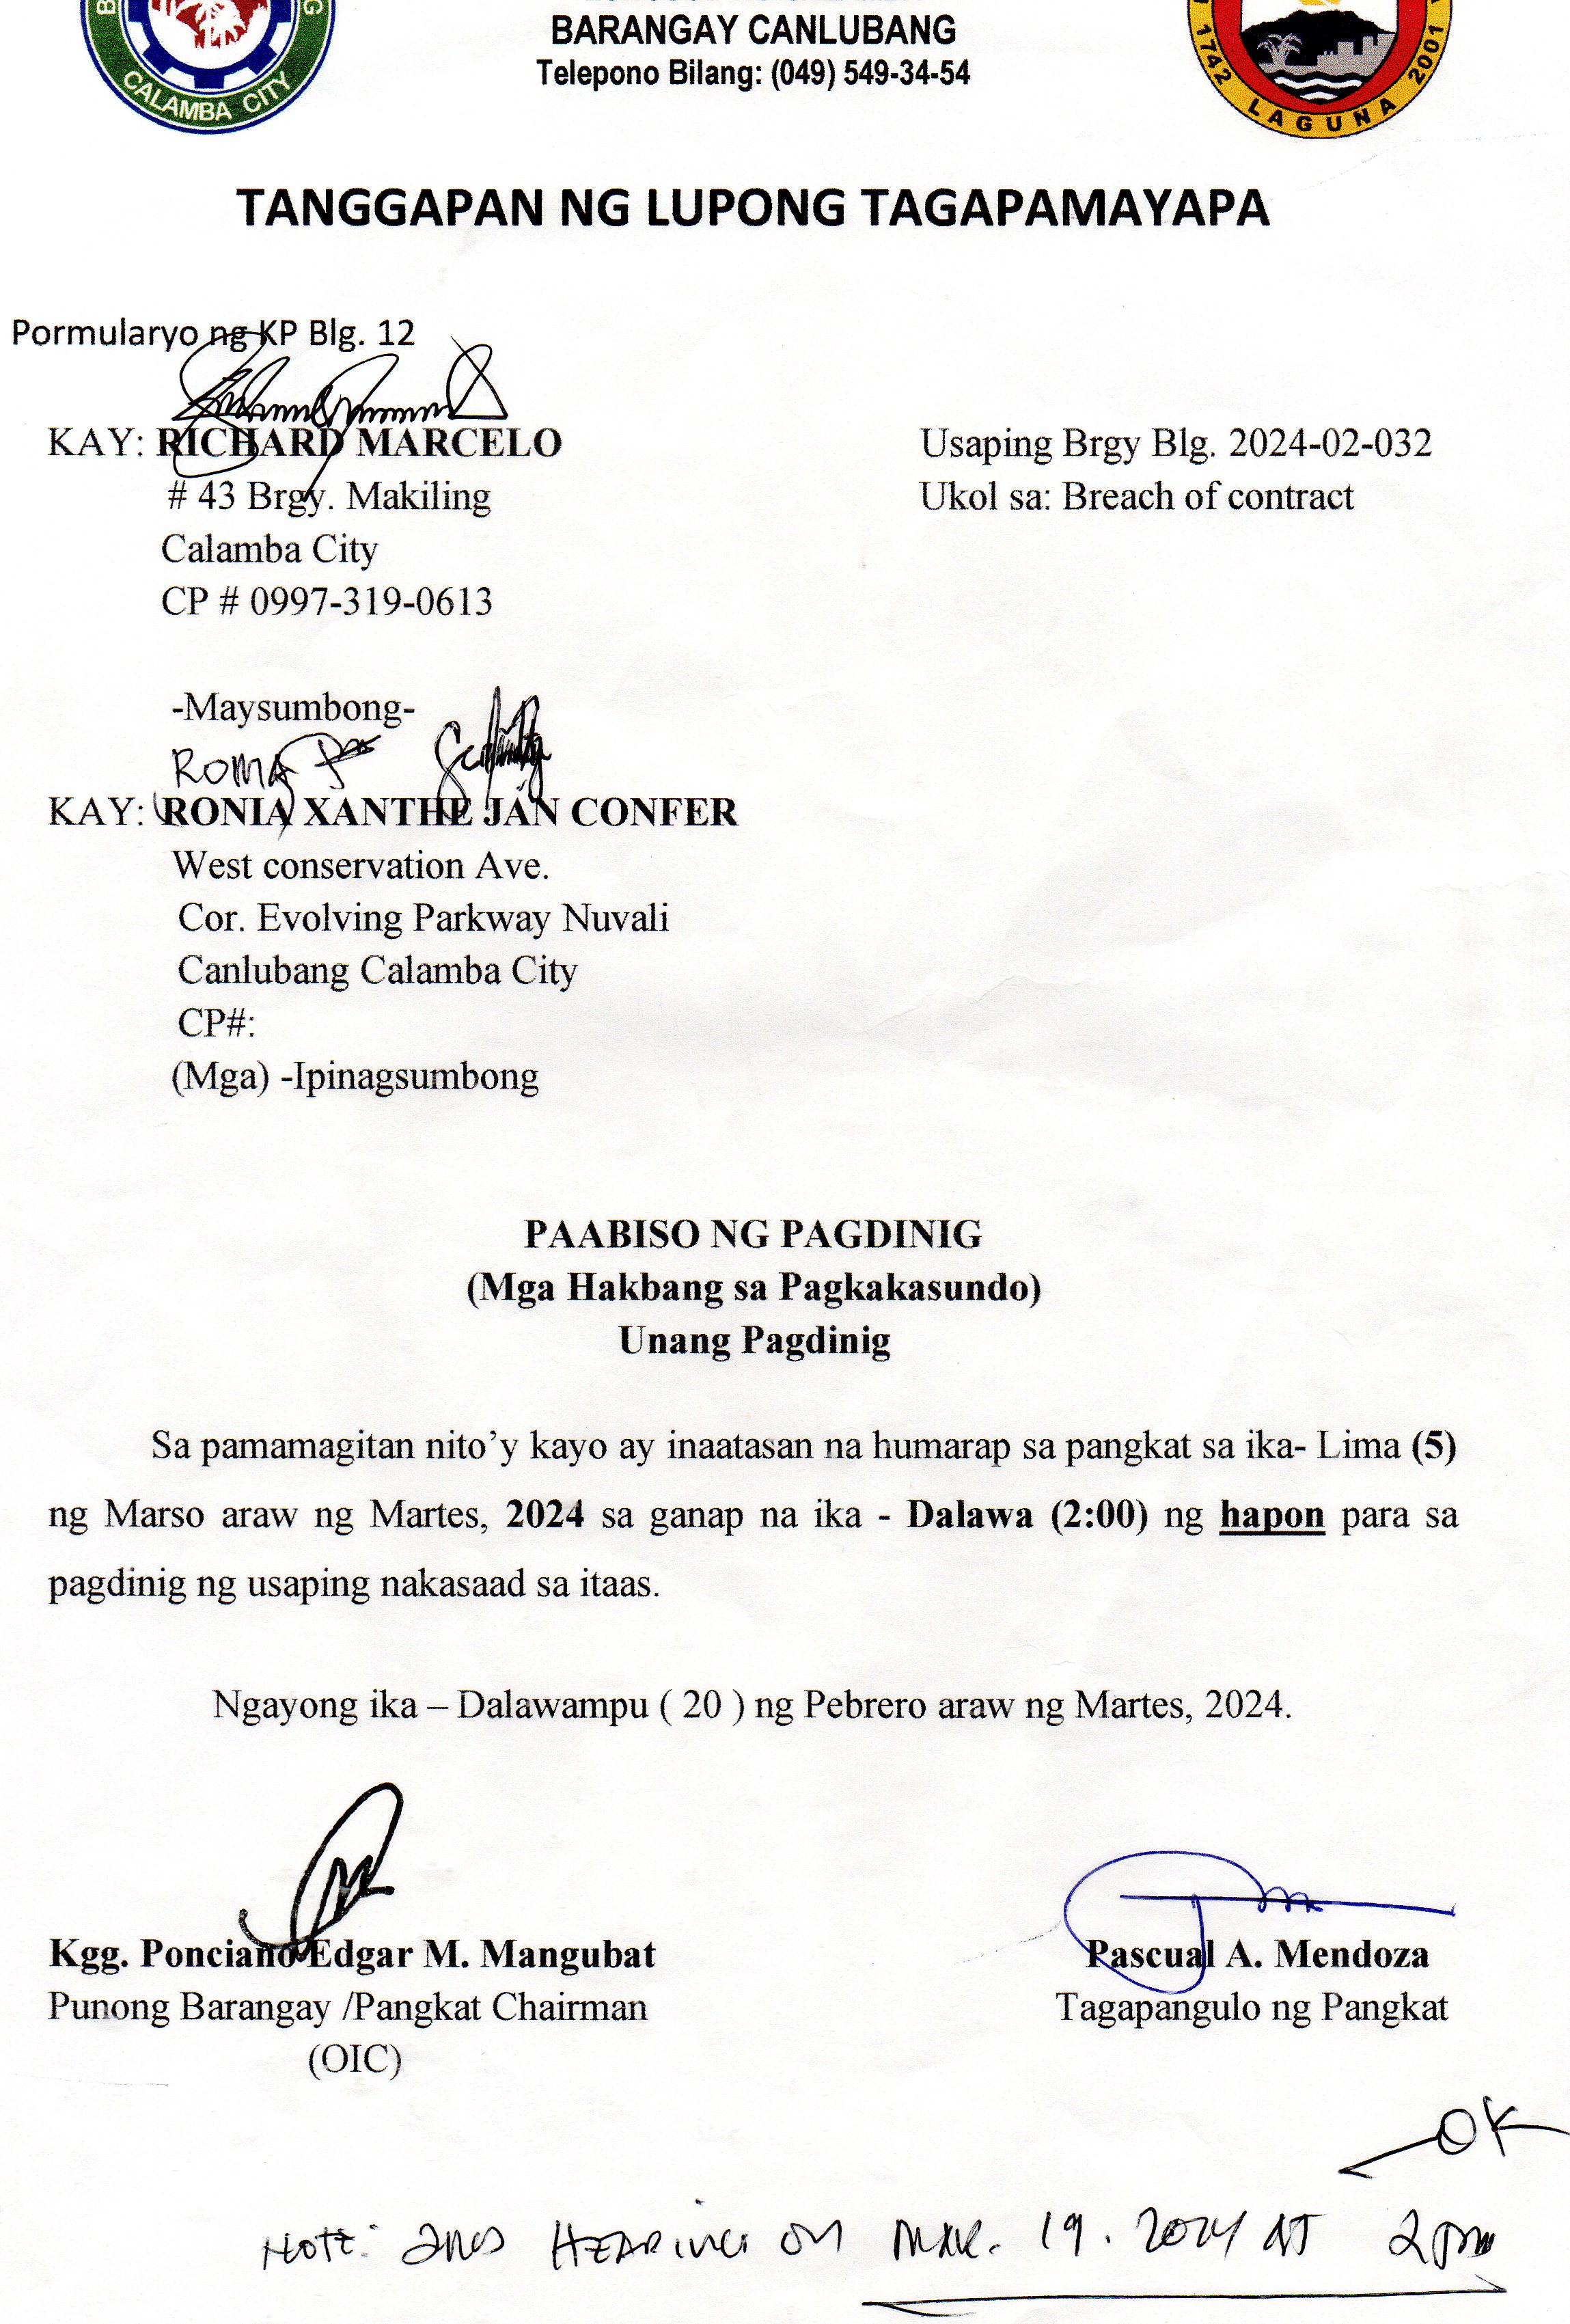 CALAMBA CITY
BARANGAY CANLUBANG
Telepono Bilang: (049) 549-34-54
1742 LAGUNA 2001
TANGGAPAN NG LUPONG TAGAPAMAYAPA
Pormularyo ng KP Blg. 12
KAY: RICHARD MARCELO
Usaping Brgy Blg. 2024-02-032
# 43 Brgy. Makiling
Ukol sa: Breach of contract
Calamba City
CP # 0997-319-0613
-Maysumbong-
ROMA
KAY: RONIA XANTHE JAN CONFER
West conservation Ave.
Cor. Evolving Parkway Nuvali
Canlubang Calamba City
CP#:
(Mga) -Ipinagsumbong
PAABISO NG PAGDINIG
(Mga Hakbang sa Pagkakasundo)
Unang Pagdinig
Sa pamamagitan nito’y kayo ay inaatasan na humarap sa pangkat sa ika- Lima (5)
ng Marso araw ng Martes, 2024 sa ganap na ika - Dalawa (2:00) ng hapon para sa
pagdinig ng usaping nakasaad sa itaas.
Ngayong ika – Dalawampu ( 20 ) ng Pebrero araw ng Martes, 2024.
Kgg. Ponciano Edgar M. Mangubat
Pascual A. Mendoza
Punong Barangay /Pangkat Chairman
Tagapangulo ng Pangkat
(OIC)
OK
NOTE: 2ND HEARING ON MAR. 19. 2024 AT 2pm